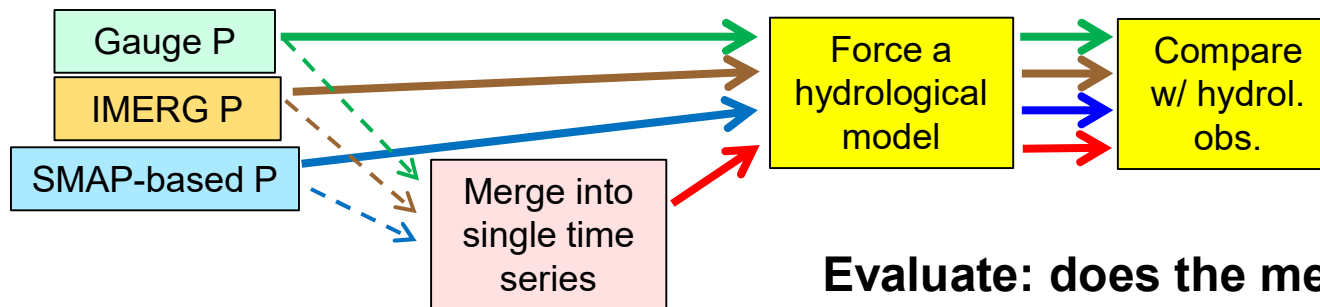 Gauge P
IMERG P
SMAP-based P
Merge into
single time
series
Force a
hydrological
model
Compare
w/ hydrol.
obs.
Evaluate: does the me